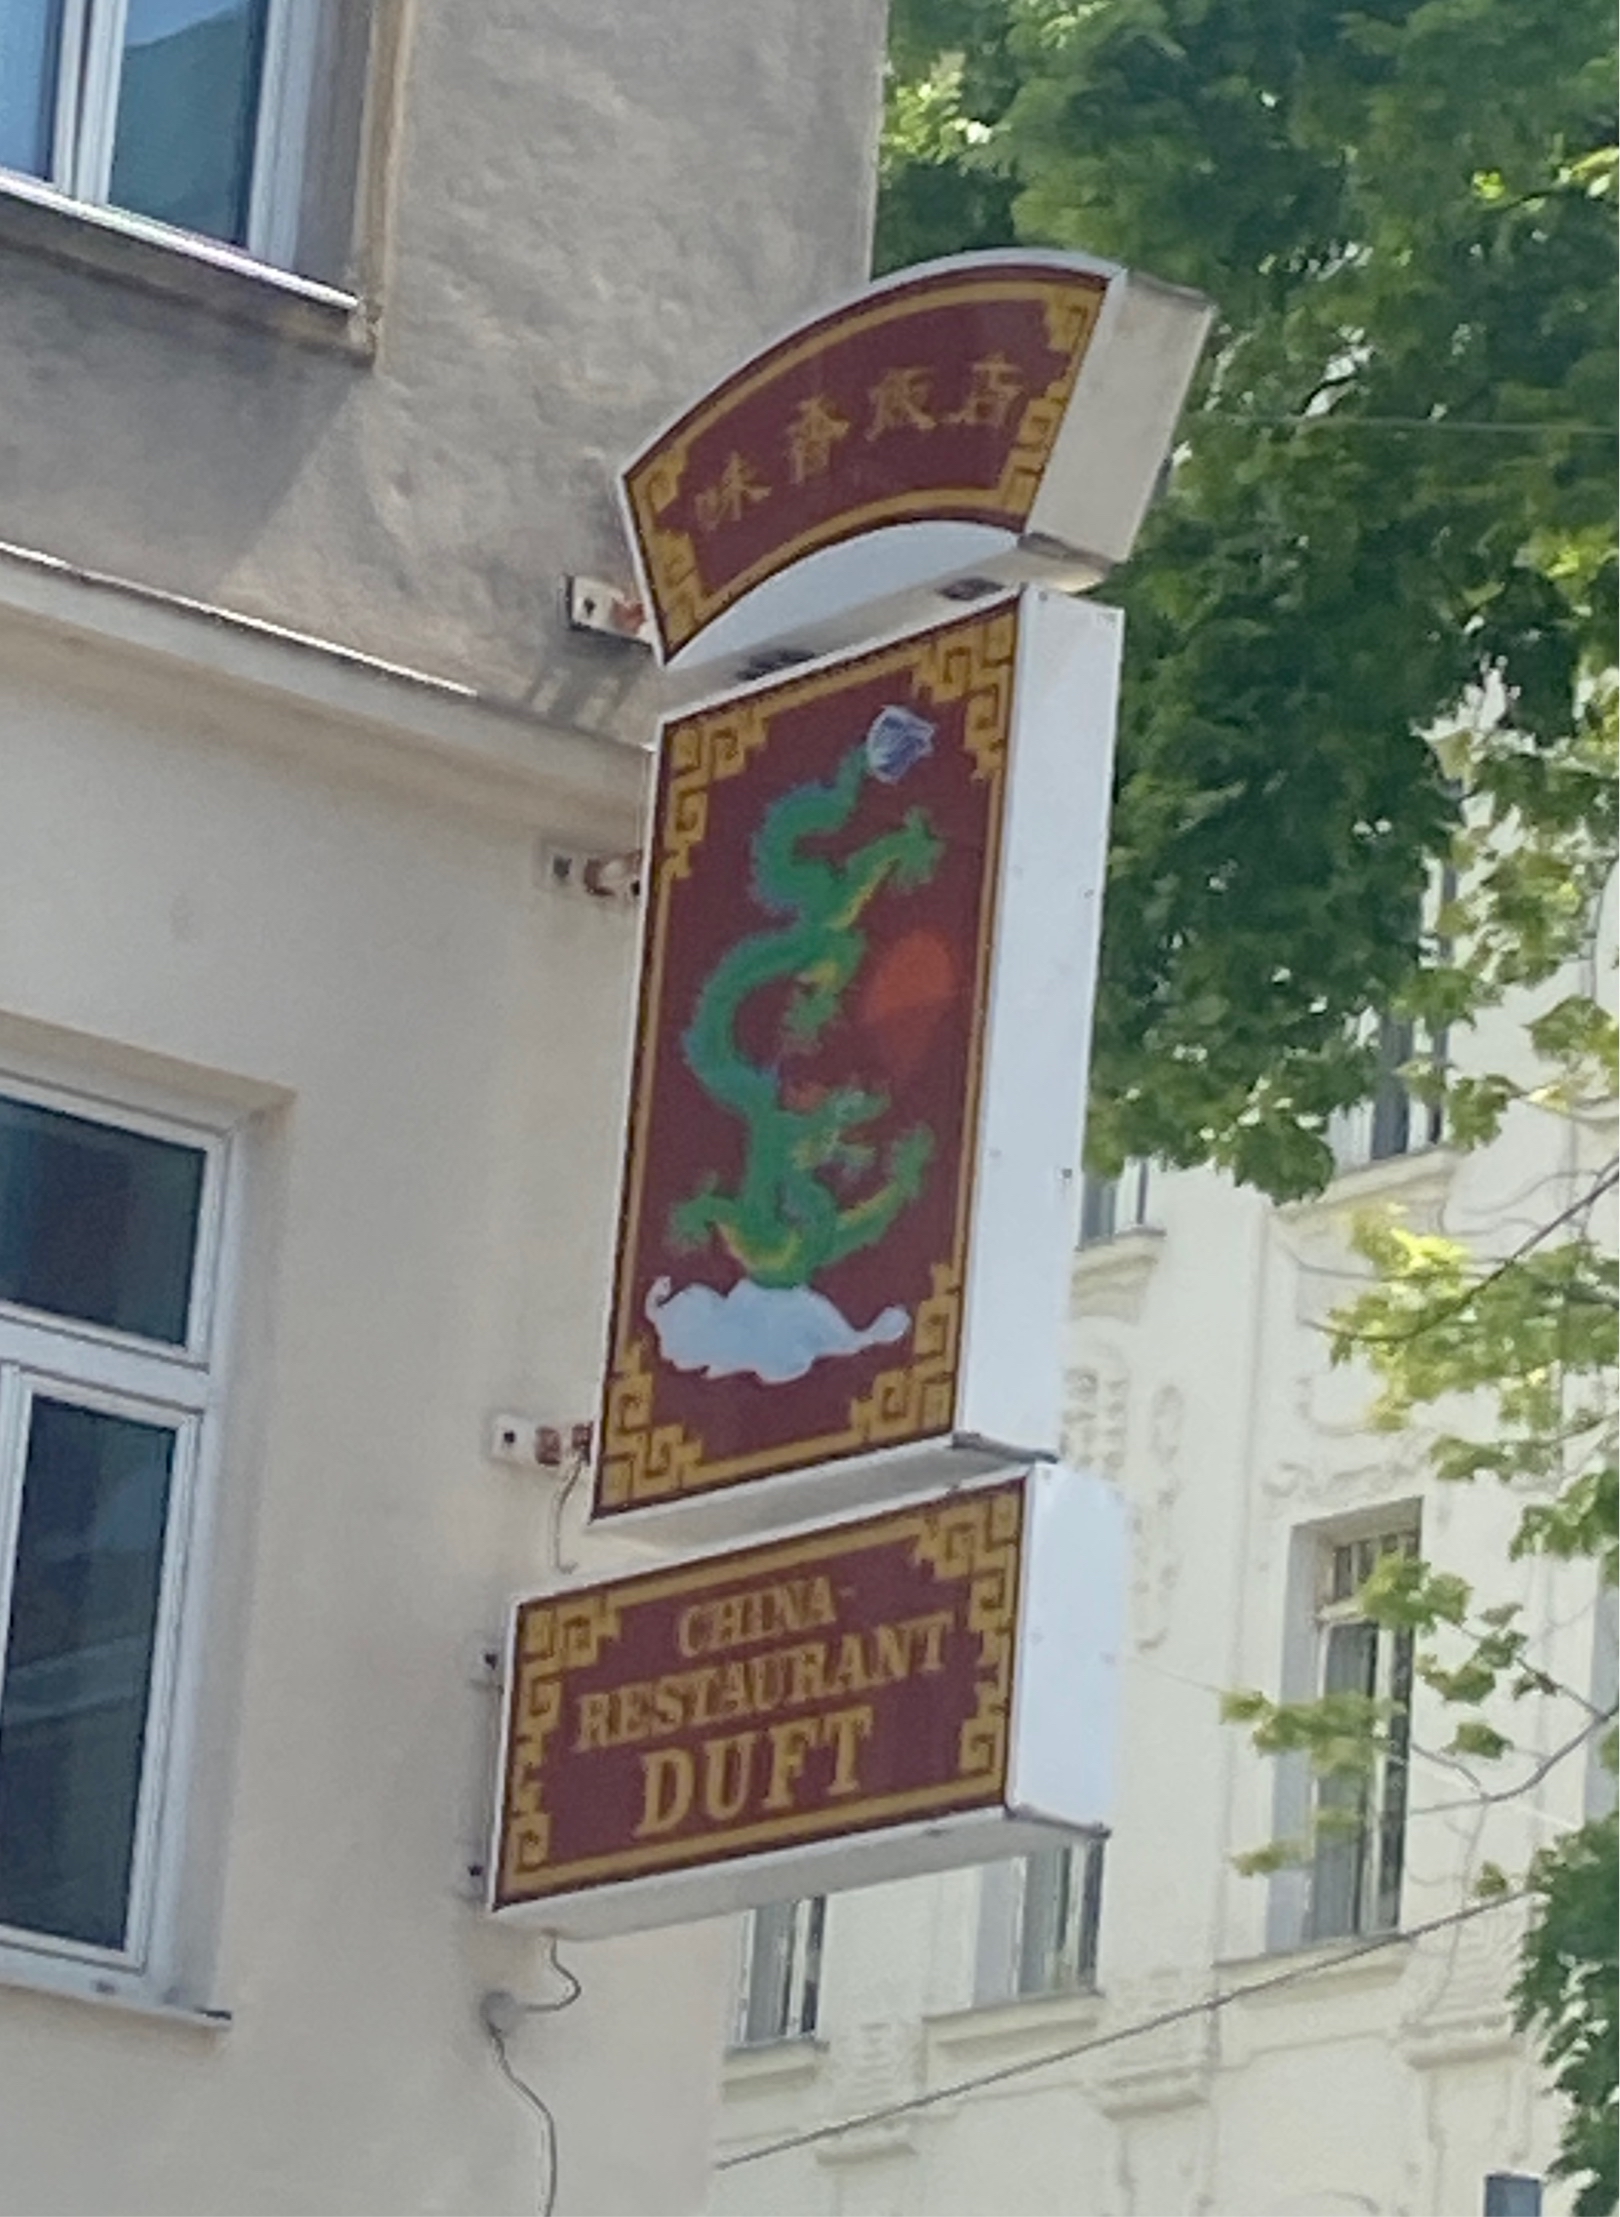 味香飯店
CHINA-
RESTAURANT
DUFT